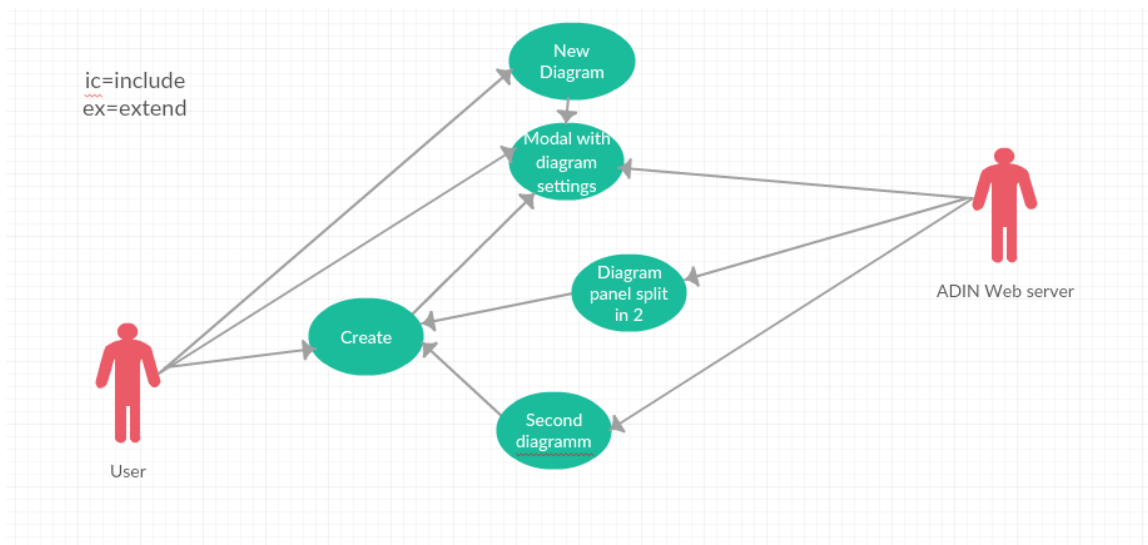 ic=include
ex=extend
New
Diagram
Modal with
diagram
settings
Diagram
panel split
in 2
ADIN Web server
Create
Second
diagramm
User